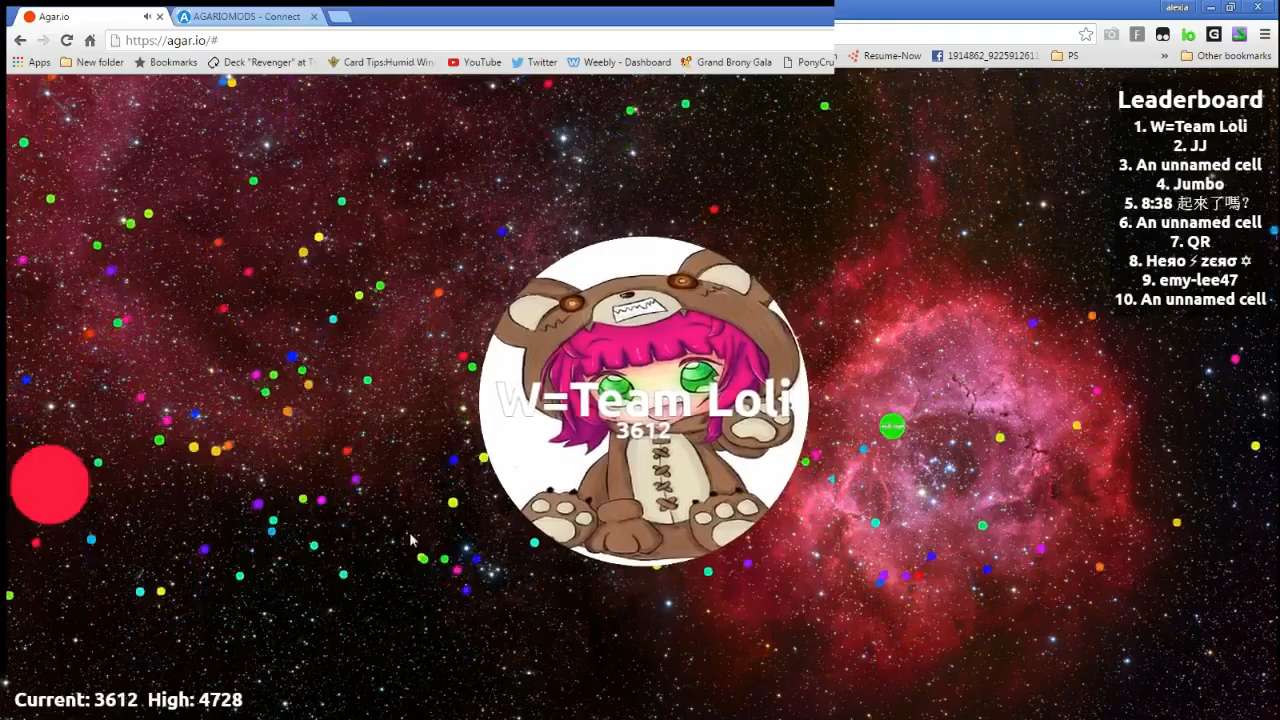 Agar.io
AGARIOMODS - Connect
alexia
https://agar.io/#
Apps
New folder
Bookmarks
Deck "Revenger" at T
Card Tips:Humid Win
YouTube
Twitter
Weebly - Dashboard
Grand Brony Gala
PonyCru
Resume-Now
1914862_922591261
PS
»
Other bookmarks
Leaderboard
1. W=Team Loli
2. JJ
3. An unnamed cell
4. Jumbo
5. 8:38 起來了嗎?
6. An unnamed cell
7. QR
8. Heяo ⚡ zєяσ ✡
9. emy-lee47
10. An unnamed cell
W=Team Loli
3612
Current: 3612 High: 4728